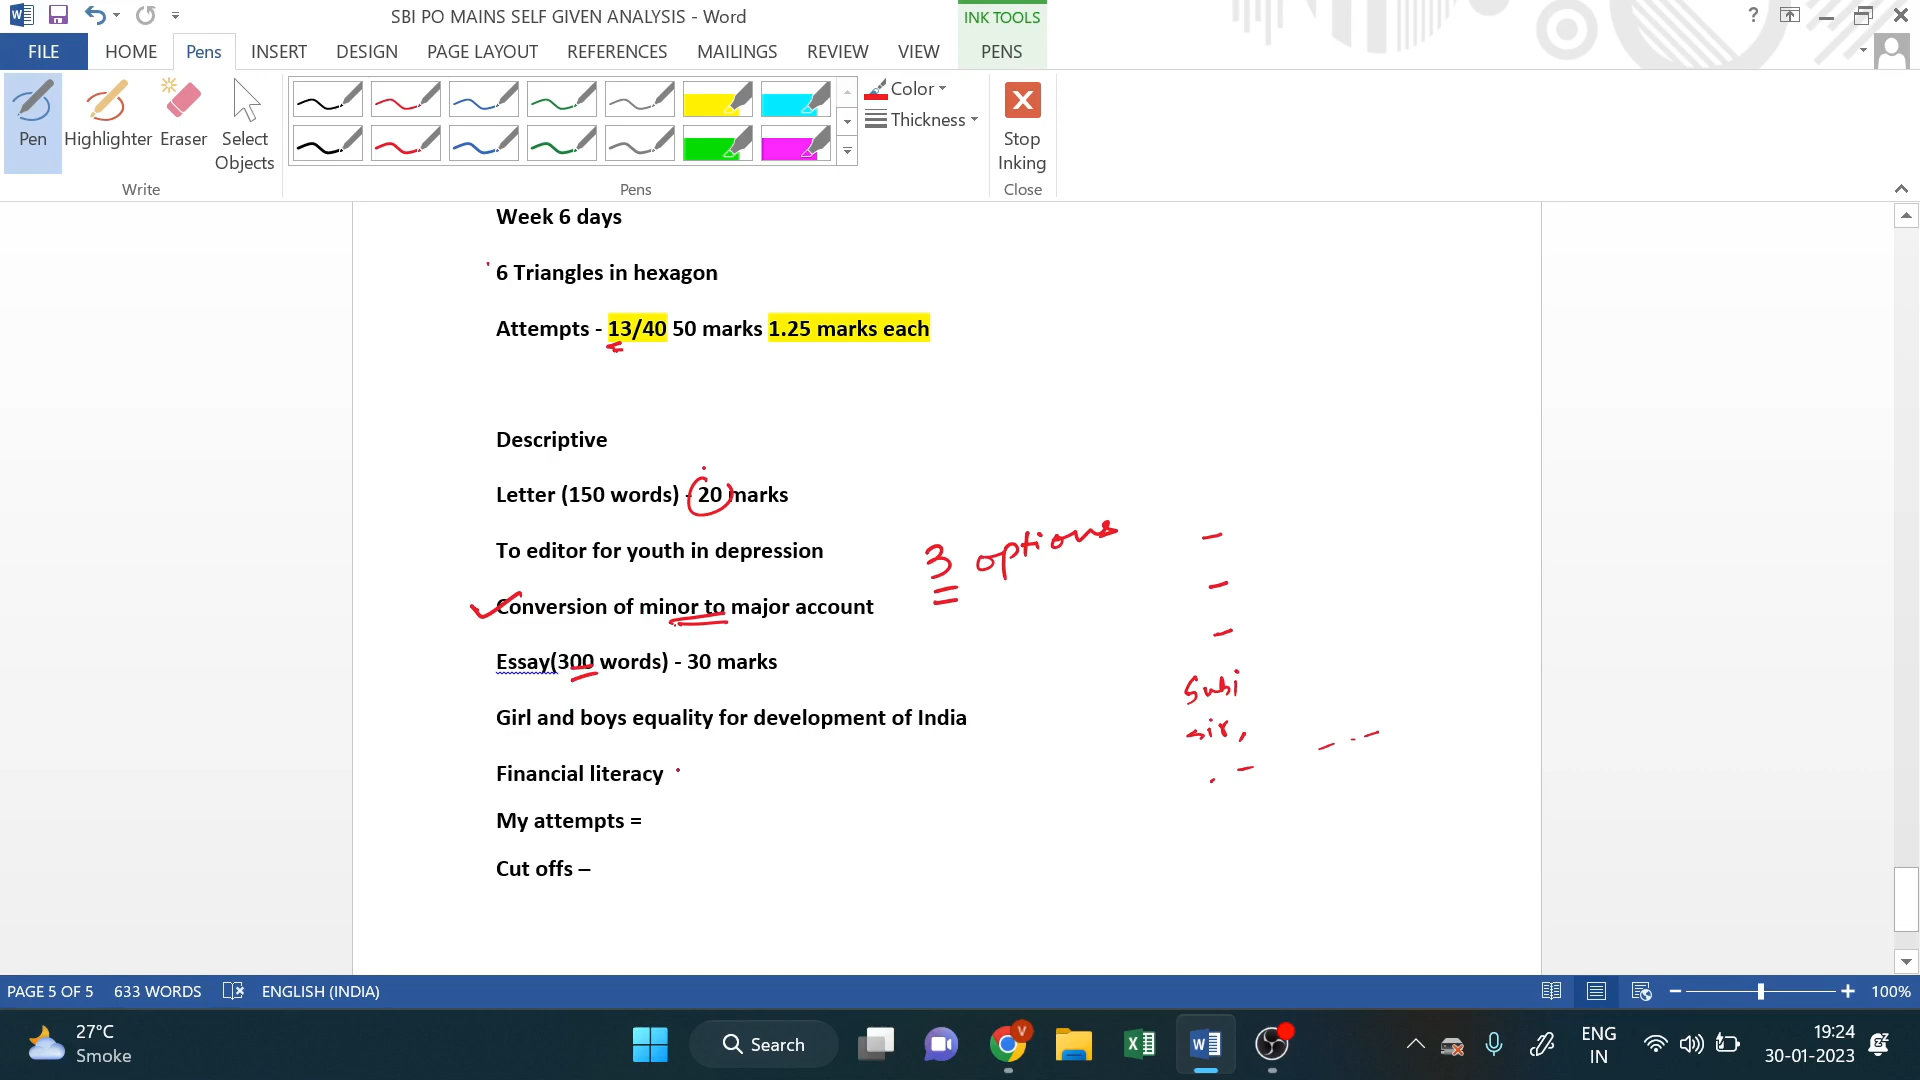 SBI PO MAINS SELF GIVEN ANALYSIS - Word
INK TOOLS
?
FILE
HOME
Pens
INSERT
DESIGN
PAGE LAYOUT
REFERENCES
MAILINGS
REVIEW
VIEW
PENS
Pen
Highlighter
Eraser
Select Objects
Color
Thickness
Stop Inking
Write
Pens
Close
Week 6 days
6 Triangles in hexagon
Attempts - 13/40 50 marks 1.25 marks each
Descriptive
Letter (150 words) - 20 marks
To editor for youth in depression
3 options
Conversion of minor to major account
Essay(300 words) - 30 marks
Girl and boys equality for development of India
sir,
Financial literacy
My attempts =
Cut offs –
PAGE 5 OF 5
633 WORDS
ENGLISH (INDIA)
100%
27°C
Smoke
Search
V
ENG
IN
19:24
30-01-2023